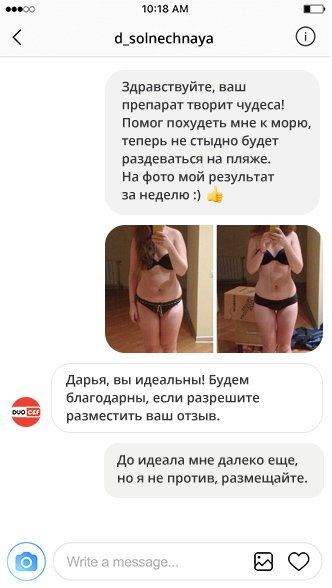 10:18 AM
d_solnechnaya
Здравствуйте, ваш
препарат творит чудеса!
Помог похудеть мне к морю,
теперь не стыдно будет
раздеваться на пляже.
На фото мой результат
за неделю :) 👍
Дарья, вы идеальны! Будем
благодарны, если разрешите
разместить ваш отзыв.
DUO C&F
До идеала мне далеко еще,
но я не против, размещайте.
Write a message...